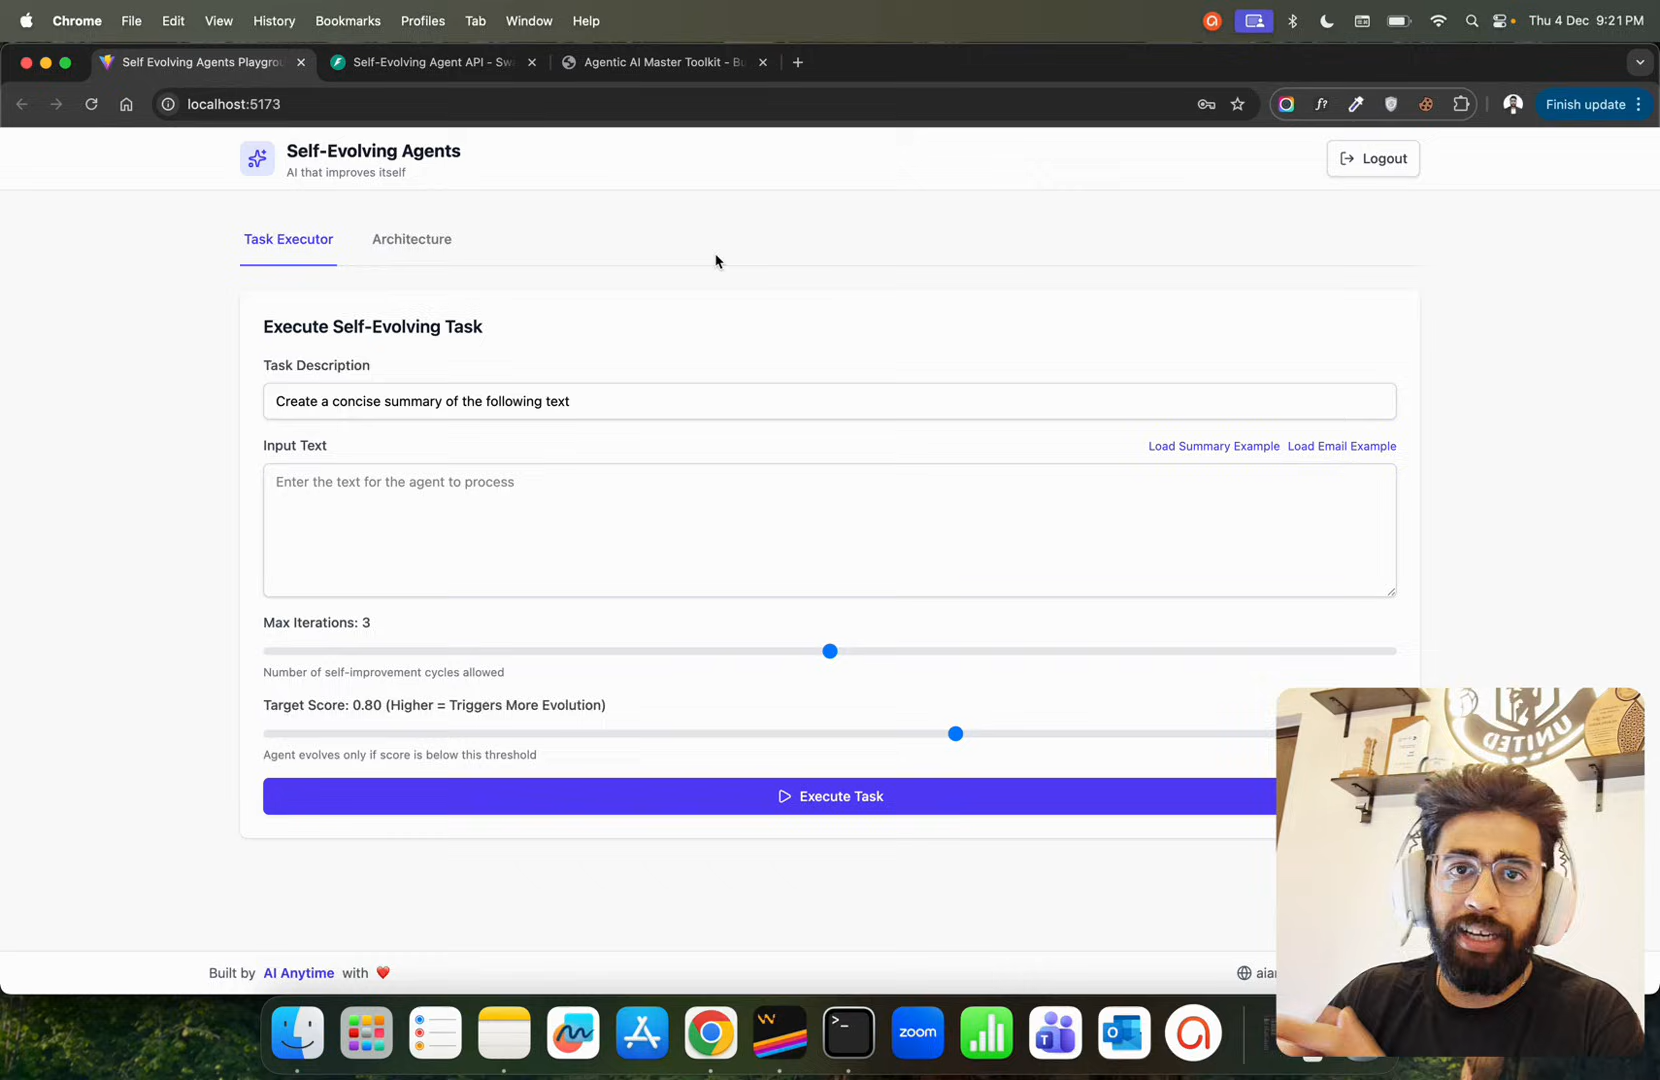 Chrome File Edit View History Bookmarks Profiles Tab Window Help Thu 4 Dec 9:21 PM
Self Evolving Agents Playgrou Self-Evolving Agent API - Swa Agentic AI Master Toolkit - Bu
localhost:5173 f? Finish update
Self-Evolving Agents
AI that improves itself
Logout
Task Executor Architecture
Execute Self-Evolving Task
Task Description
Create a concise summary of the following text
Input Text Load Summary Example Load Email Example
Enter the text for the agent to process
Max Iterations: 3
Number of self-improvement cycles allowed
Target Score: 0.80 (Higher = Triggers More Evolution)
Agent evolves only if score is below this threshold
Execute Task
UNITED
Built by AI Anytime with ❤️ aian
zoom